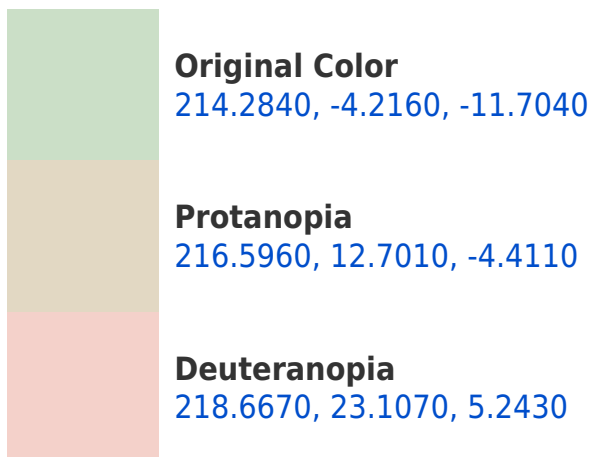 Original Color
214.2840, -4.2160, -11.7040
Protanopia
216.5960, 12.7010, -4.4110
Deuteranopia
218.6670, 23.1070, 5.2430